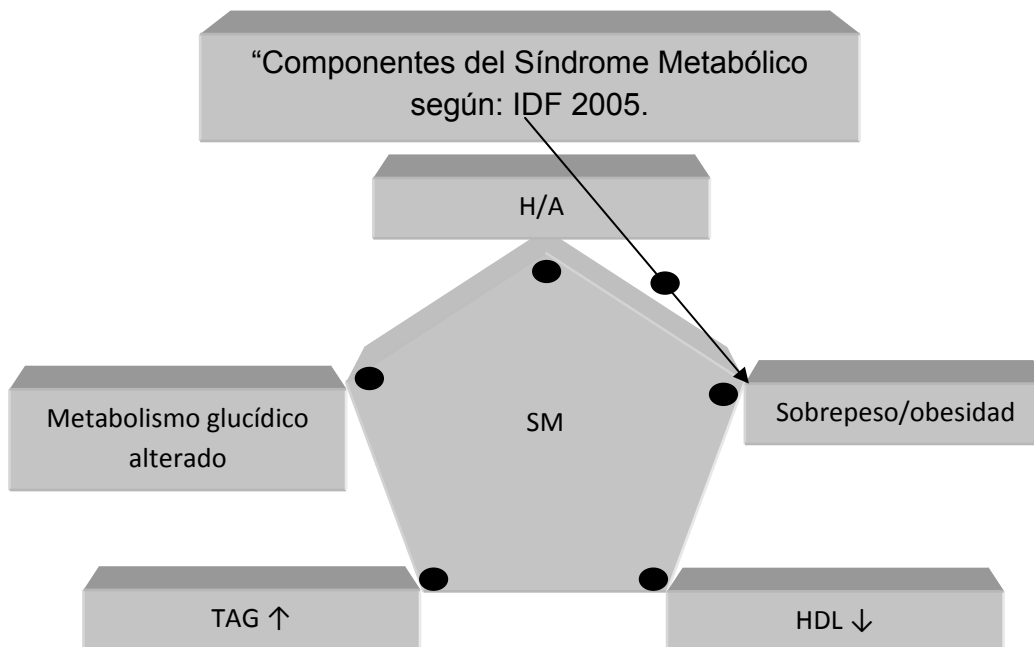 “Componentes del Síndrome Metabólico
según: IDF 2005.
H/A
Metabolismo glucídico
alterado
SM
Sobrepeso/obesidad
TAG ↑
HDL ↓